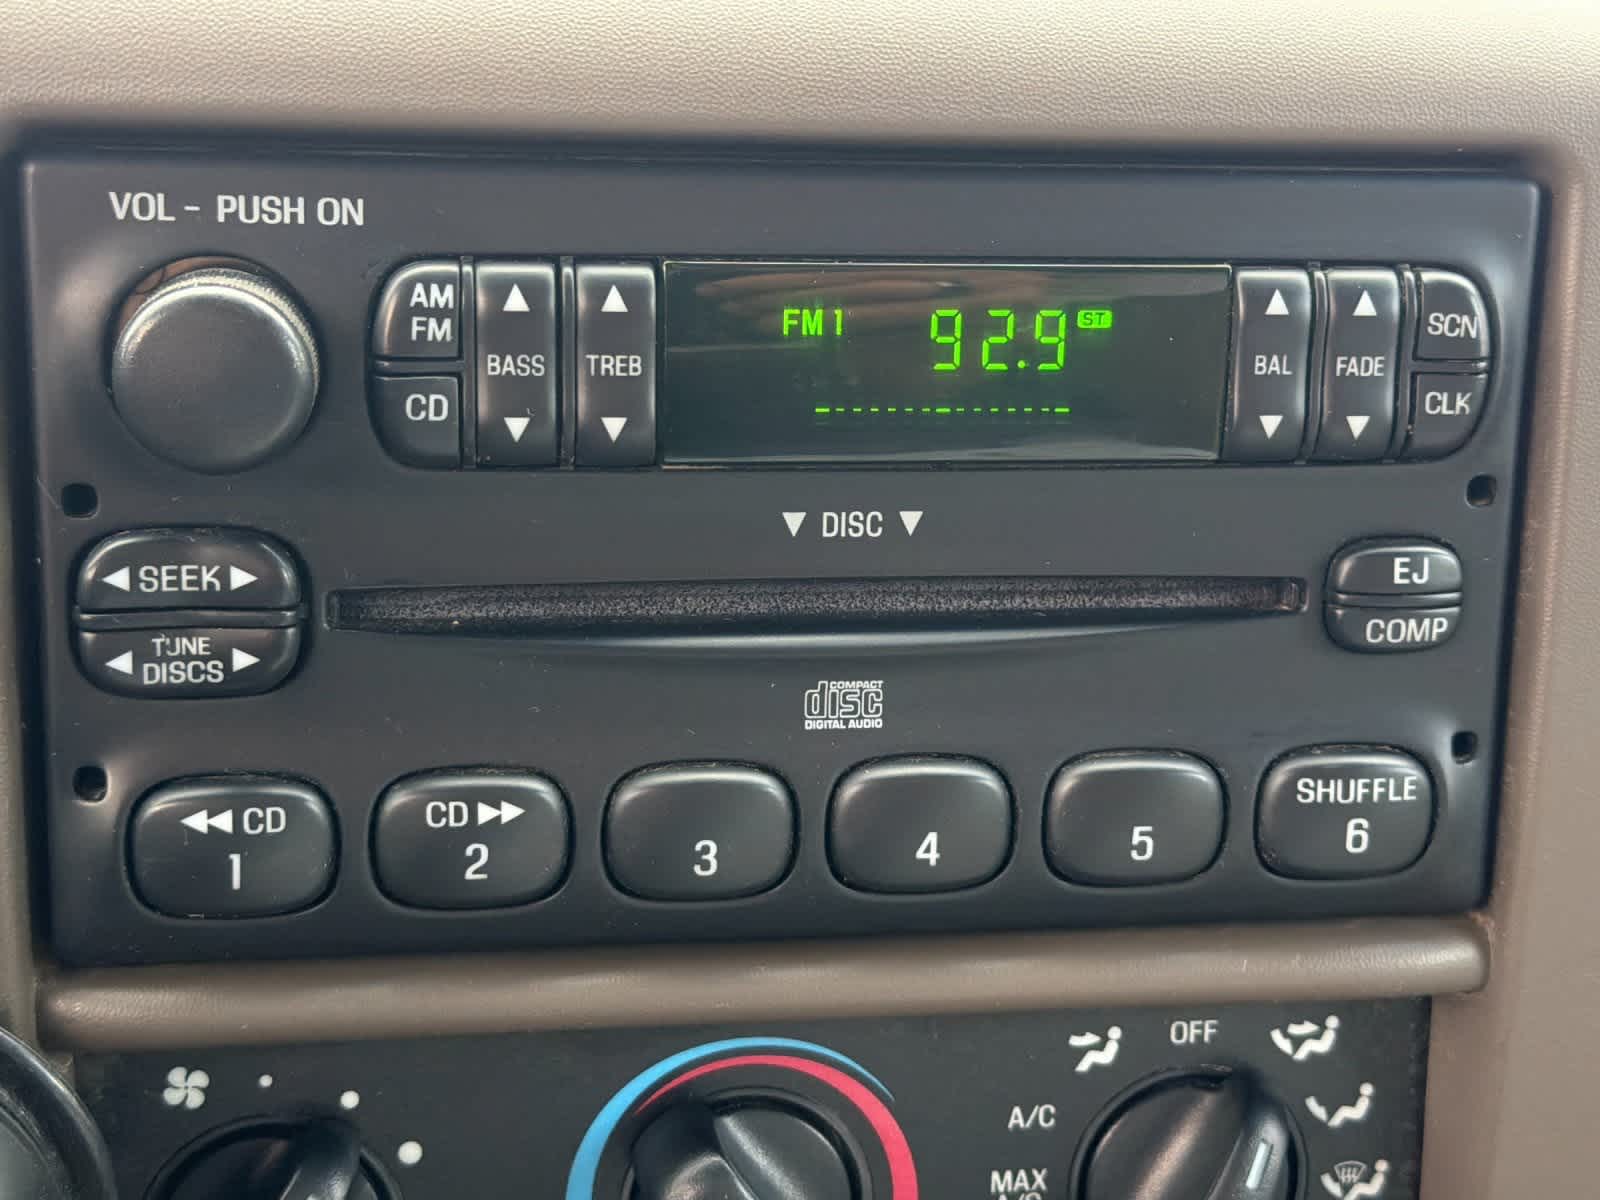 VOL - PUSH ON
AM
FM
CD
BASS
TREB
FM 1
92.9
ST
BAL
FADE
SCN
CLK
DISC
SEEK
TUNE
DISCS
EJ
COMP
COMPACT
disc
DIGITAL AUDIO
CD
1
CD
2
3
4
5
SHUFFLE
6
OFF
A/C
MAX
A/C